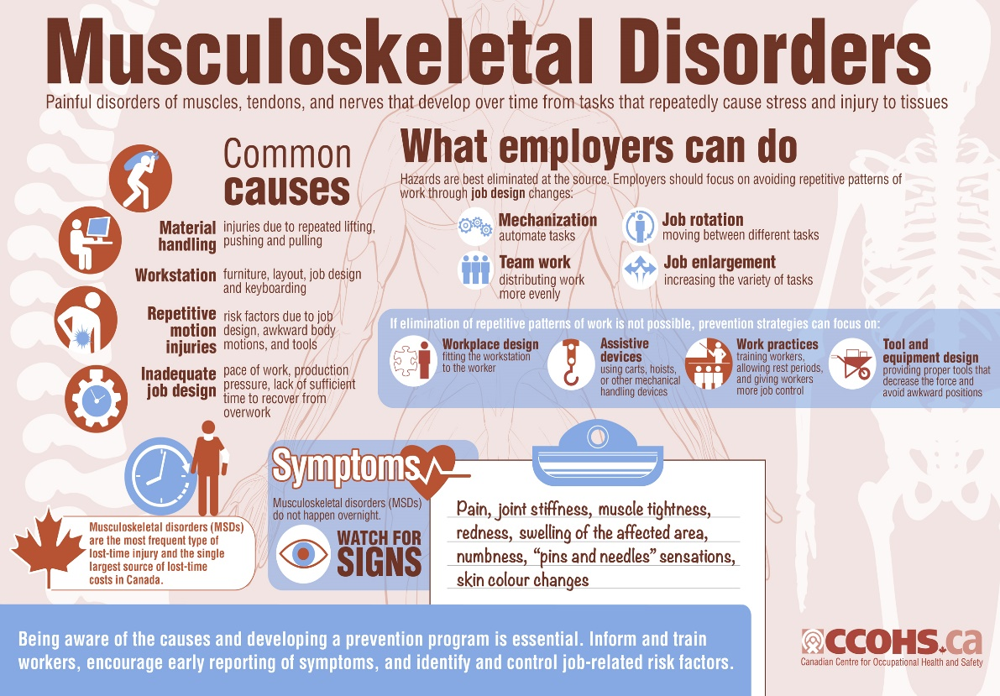 Musculoskeletal Disorders
Painful disorders of muscles, tendons, and nerves that develop over time from tasks that repeatedly cause stress and injury to tissues
Common
causes
Material
handling
injuries due to repeated lifting,
pushing and pulling
Workstation
furniture, layout, job design
and keyboarding
Repetitive
motion
injuries
risk factors due to job
design, awkward body
motions, and tools
Inadequate
job design
pace of work, production
pressure, lack of sufficient
time to recover from
overwork
What employers can do
Hazards are best eliminated at the source. Employers should focus on avoiding repetitive patterns of
work through job design changes:
Mechanization
automate tasks
Job rotation
moving between different tasks
Team work
distributing work
more evenly
Job enlargement
increasing the variety of tasks
If elimination of repetitive patterns of work is not possible, prevention strategies can focus on:
Workplace design
fitting the workstation
to the worker
Assistive
devices
using carts, hoists,
or other mechanical
handling devices
Work practices
training workers,
allowing rest periods,
and giving workers
more job control
Tool and
equipment design
providing proper tools that
decrease the force and
avoid awkward positions
Musculoskeletal disorders (MSDs)
are the most frequent type of
lost-time injury and the single
largest source of lost-time
costs in Canada.
Symptoms
Musculoskeletal disorders (MSDs)
do not happen overnight.
WATCH FOR
SIGNS
Pain, joint stiffness, muscle tightness,
redness, swelling of the affected area,
numbness, “pins and needles” sensations,
skin colour changes
Being aware of the causes and developing a prevention program is essential. Inform and train
workers, encourage early reporting of symptoms, and identify and control job-related risk factors.
CCOHS.ca
Canadian Centre for Occupational Health and Safety